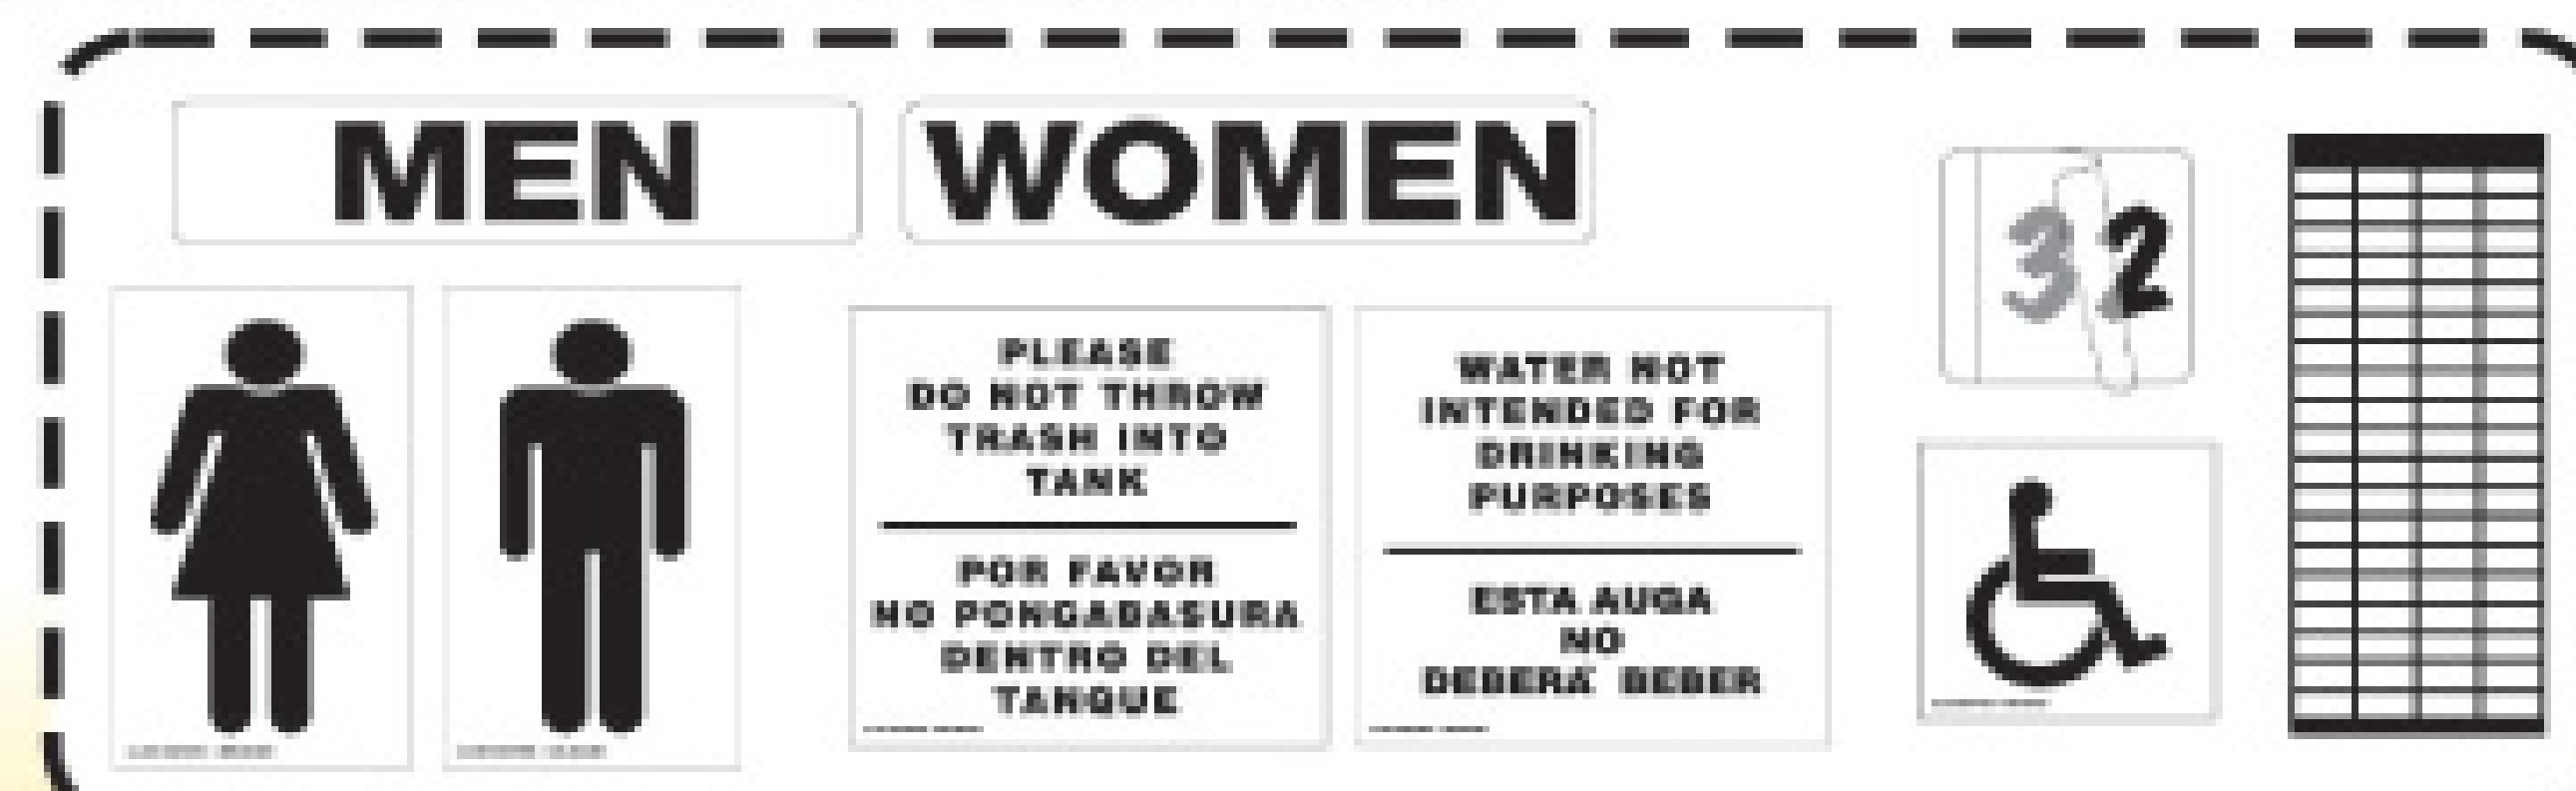 MEN
WOMEN
32
PLEASE
DO NOT THROW
TRASH INTO
TANK
POR FAVOR
NO PONGABASURA
DENTRO DEL
TANQUE
WATER NOT
INTENDED FOR
DRINKING
PURPOSES
ESTA AUGA
NO
DEBERÁ BEBER